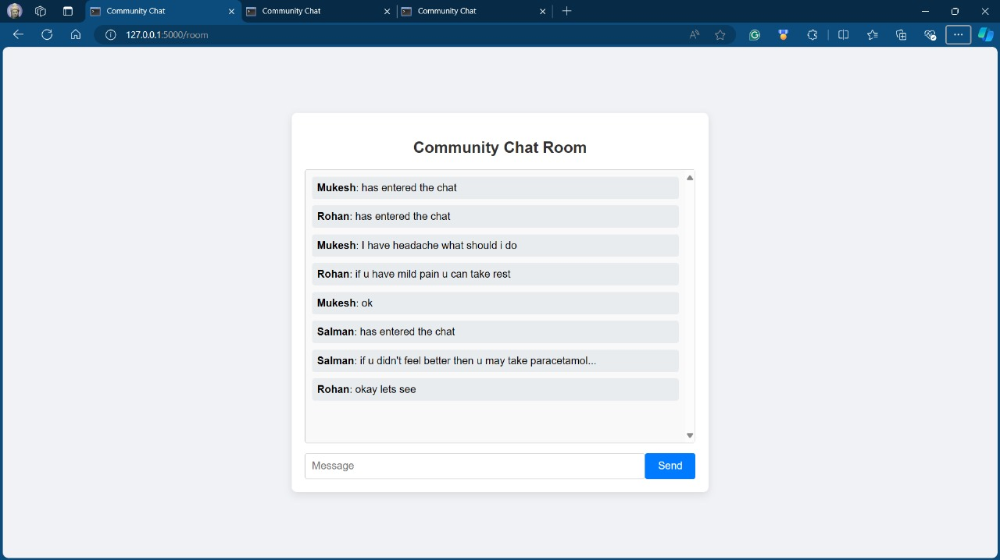 Community Chat
Community Chat
Community Chat
127.0.0.1:5000/room
Community Chat Room
Mukesh: has entered the chat
Rohan: has entered the chat
Mukesh: I have headache what should i do
Rohan: if u have mild pain u can take rest
Mukesh: ok
Salman: has entered the chat
Salman: if u didn't feel better then u may take paracetamol...
Rohan: okay lets see
Message
Send